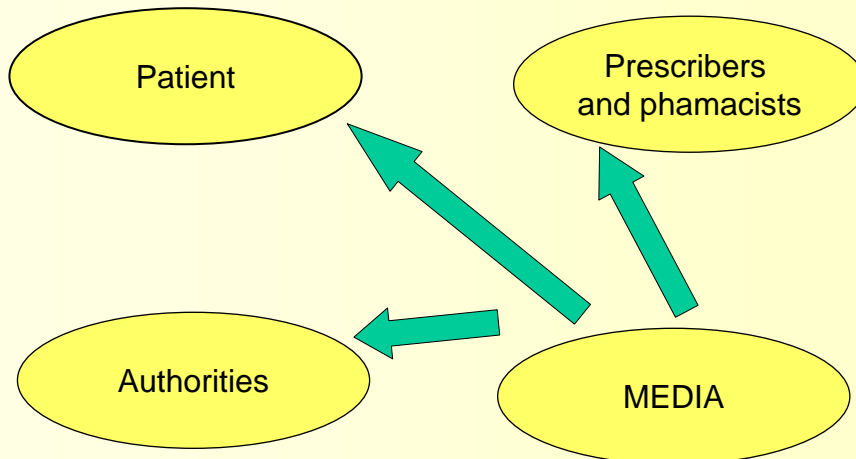 Patient
Prescribers
and phamacists
Authorities
MEDIA